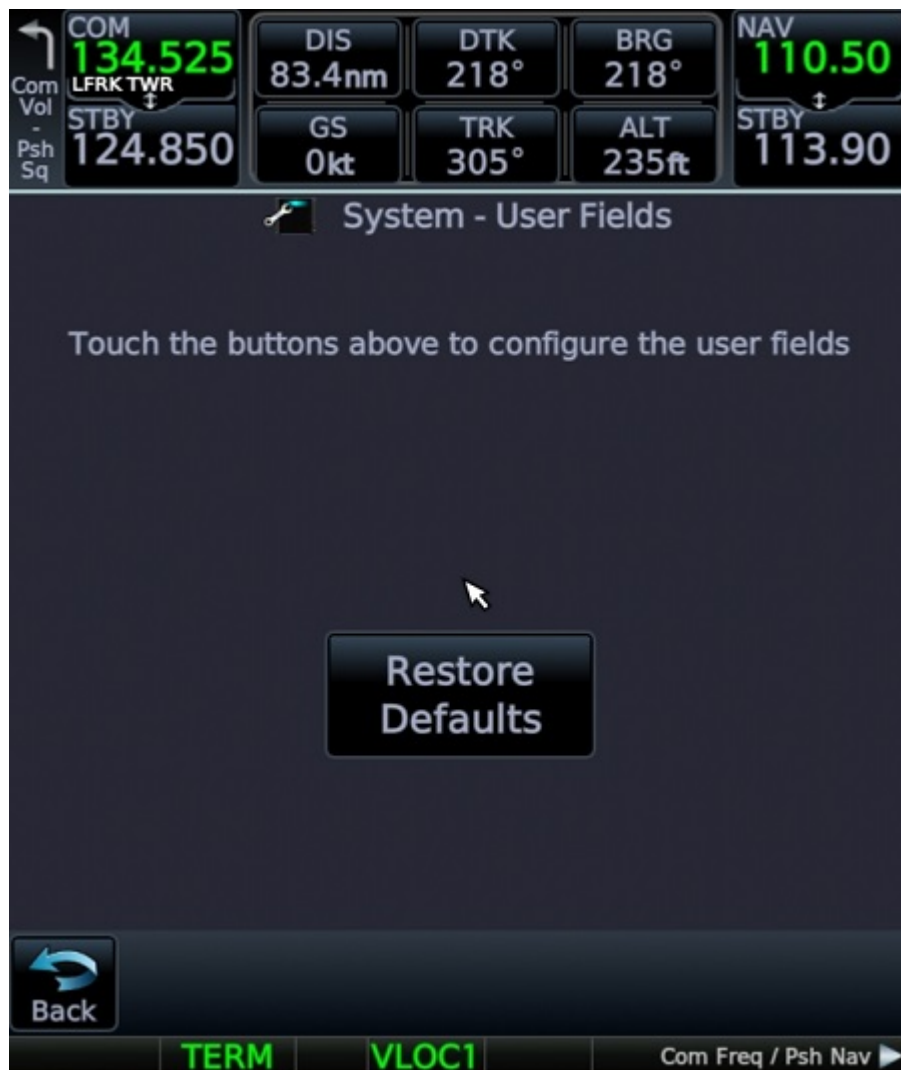 COM
134.525
LFRK TWR
STBY
124.850
Com
Vol
-
Psh
Sq
DIS
83.4nm
DTK
218°
BRG
218°
GS
0kt
TRK
305°
ALT
235ft
NAV
110.50
STBY
113.90
System - User Fields
Touch the buttons above to configure the user fields
Restore
Defaults
Back
TERM
VLOC1
Com Freq / Psh Nav